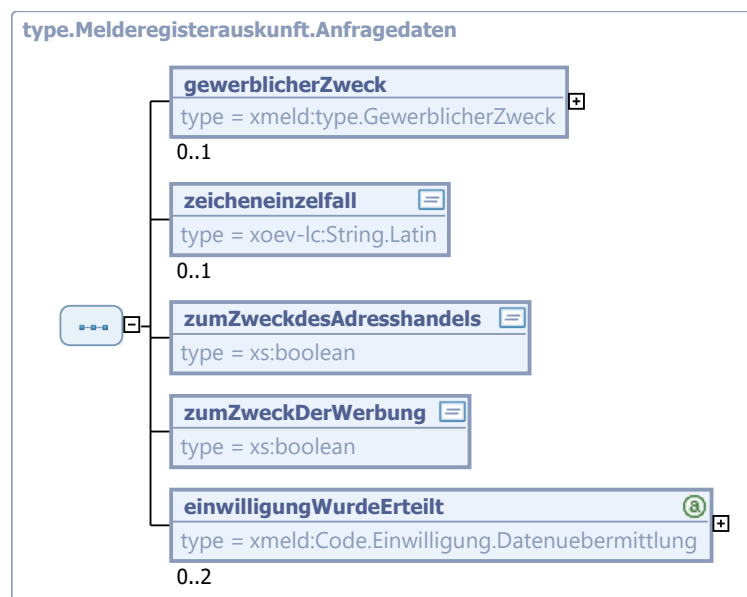 type.Melderegisterauskunft.Anfragedaten
gewerblicherZweck
type = xmeld:type.GewerblicherZweck
0..1
zeicheneinzelfall
type = xoev-lc:String.Latin
0..1
zumZweckdesAdresshandels
type = xs:boolean
zumZweckDerWerbung
type = xs:boolean
einwilligungWurdeErteilt
type = xmeld:Code.Einwilligung.Datenuebermittlung
0..2